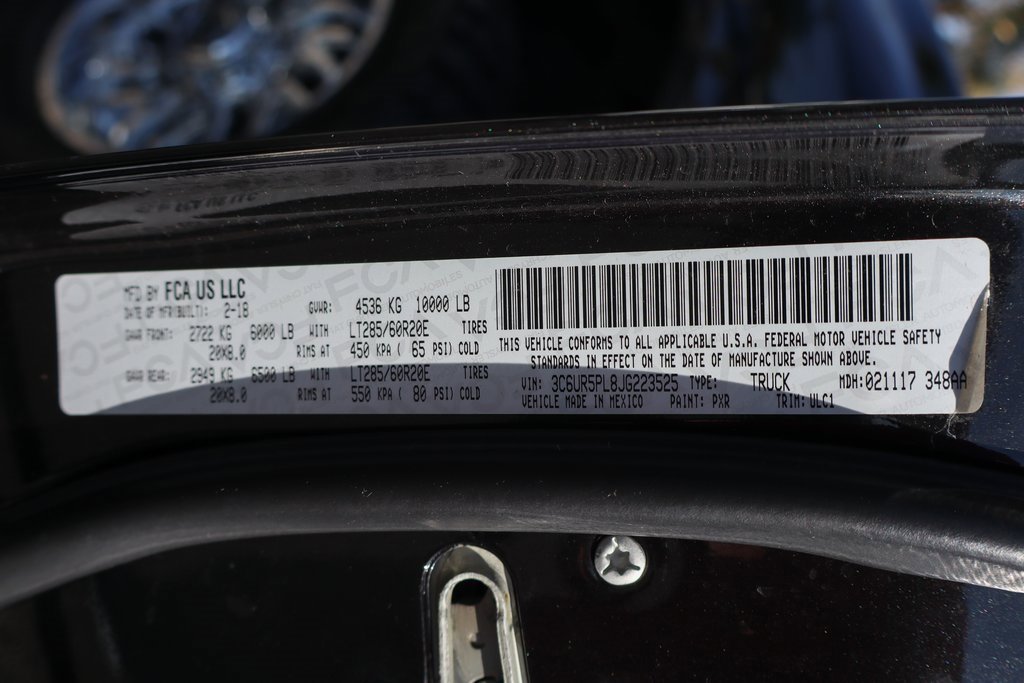 MFD BY FCA US LLC
DATE OF MFR(BUILT): 2-18 GVWR: 4536 KG 10000 LB
GAWR FRONT: 2722 KG 6000 LB WITH LT285/60R20E TIRES
20X8.0 RIMS AT 450 KPA ( 65 PSI) COLD
GAWR REAR: 2949 KG 6500 LB WITH LT285/60R20E TIRES
20X8.0 RIMS AT 550 KPA ( 80 PSI) COLD
THIS VEHICLE CONFORMS TO ALL APPLICABLE U.S.A. FEDERAL MOTOR VEHICLE SAFETY
STANDARDS IN EFFECT ON THE DATE OF MANUFACTURE SHOWN ABOVE.
VIN: 3C6UR5PL8JG223525 TYPE: TRUCK MDH:021117 348AA
VEHICLE MADE IN MEXICO PAINT: PXR TRIM: ULC1